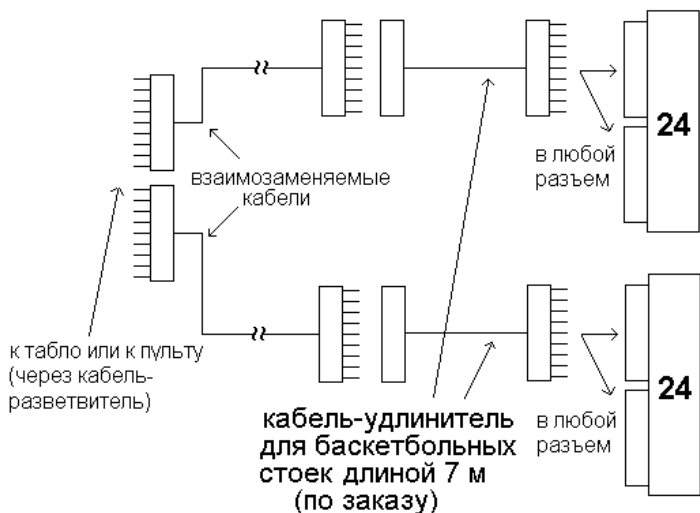 24
в любой
разъем
взаимозаменяемые
кабели
к табло или к пульту
(через кабель-
разветвитель)
24
кабель-удлинитель
для баскетбольных
стоек длиной 7 м
(по заказу)
в любой
разъем